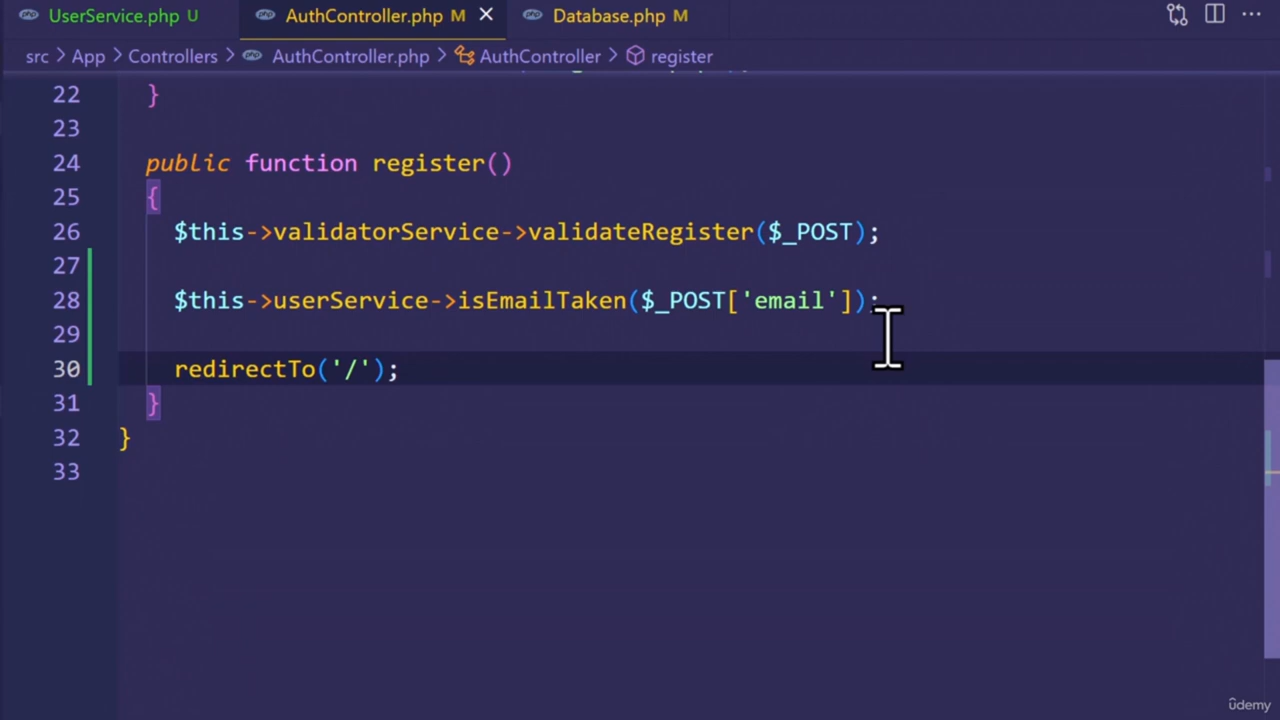 UserService.php U AuthController.php M Database.php M
src > App > Controllers > AuthController.php > AuthController > register
22 }
23
24 public function register()
25 {
26 $this->validatorService->validateRegister($_POST);
27
28 $this->userService->isEmailTaken($_POST['email']);
29
30 redirectTo('/');
31 }
32 }
33
udemy